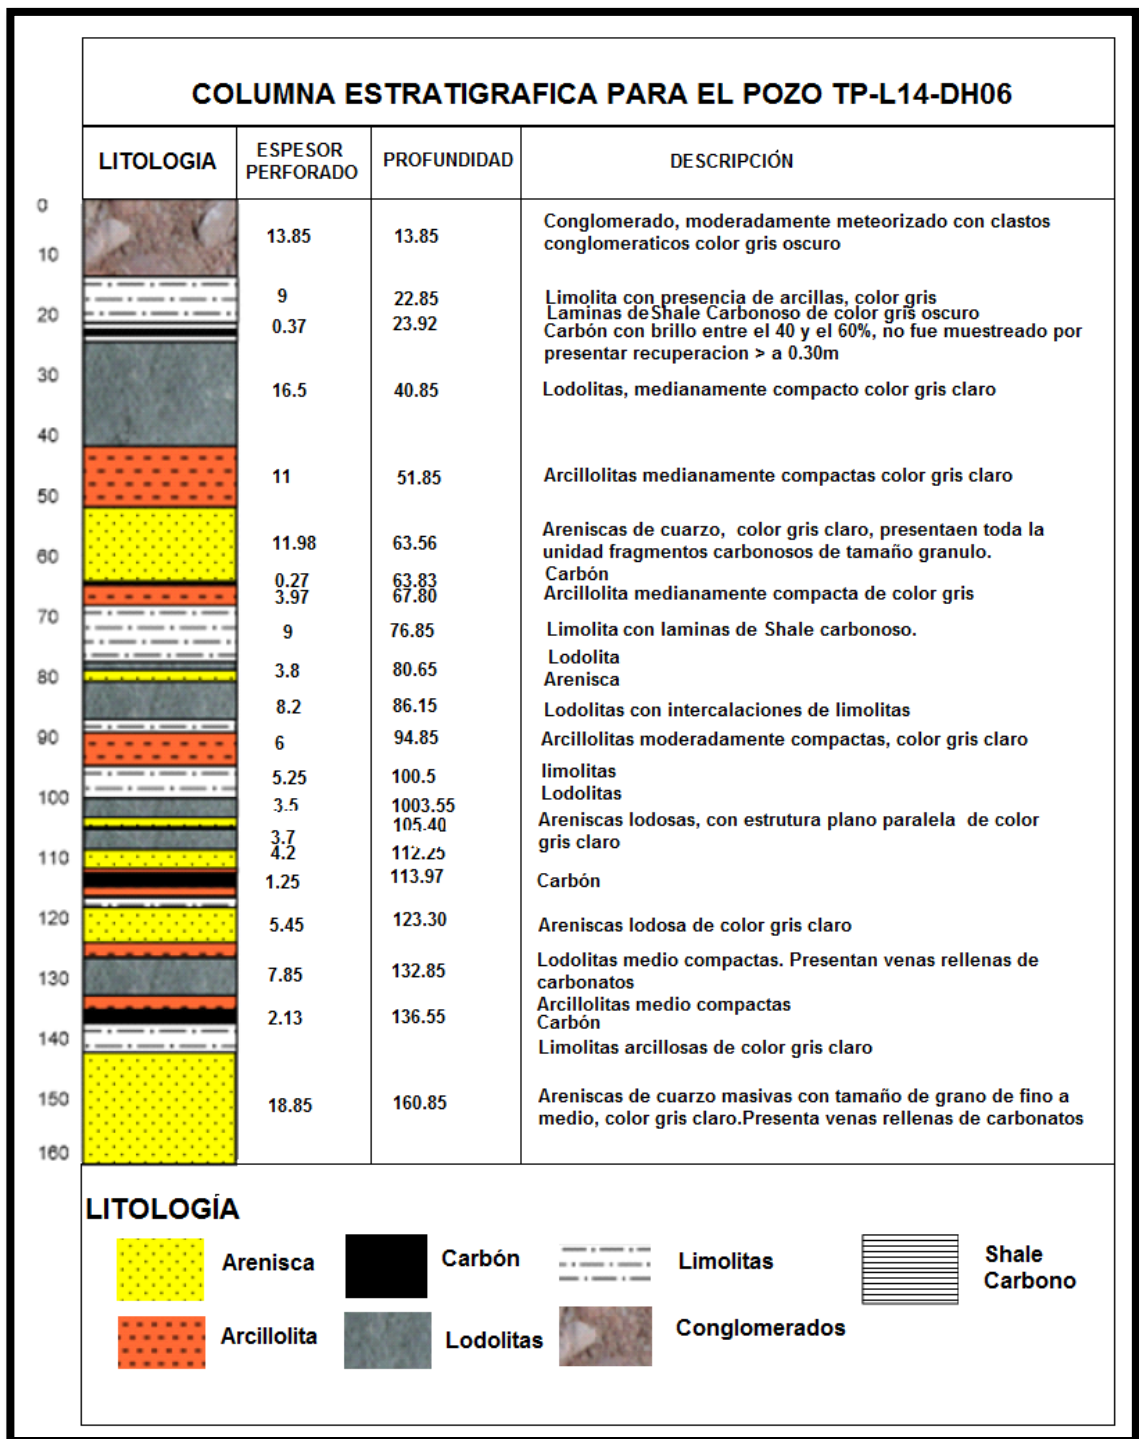 COLUMNA ESTRATIGRAFICA PARA EL POZO TP-L14-DH06
LITOLOGIA
ESPESOR
PERFORADO
PROFUNDIDAD
DESCRIPCIÓN
0
10
20
30
40
50
60
70
80
90
100
110
120
130
140
150
160
13.85 13.85 Conglomerado, moderadamente meteorizado con clastos
conglomeraticos color gris oscuro
9 22.85 Limolita con presencia de arcillas, color gris
Laminas de Shale Carbonoso de color gris oscuro
0.37 23.92 Carbón con brillo entre el 40 y el 60%, no fue muestreado por
presentar recuperacion > a 0.30m
16.5 40.85 Lodolitas, medianamente compacto color gris claro
11 51.85 Arcillolitas medianamente compactas color gris claro
11.98 63.56 Areniscas de cuarzo, color gris claro, presentaen toda la
unidad fragmentos carbonosos de tamaño granulo.
0.27 63.83 Carbón
3.97 67.80 Arcillolita medianamente compacta de color gris
9 76.85 Limolita con laminas de Shale carbonoso.
Lodolita
3.8 80.65 Arenisca
8.2 86.15 Lodolitas con intercalaciones de limolitas
6 94.85 Arcillolitas moderadamente compactas, color gris claro
5.25 100.5 limolitas
Lodolitas
3.5 1003.55
105.40 Areniscas lodosas, con estrutura plano paralela de color
gris claro
3.7
4.2 112.25
1.25 113.97 Carbón
5.45 123.30 Areniscas lodosa de color gris claro
7.85 132.85 Lodolitas medio compactas. Presentan venas rellenas de
carbonatos
Arcillolitas medio compactas
2.13 136.55 Carbón
Limolitas arcillosas de color gris claro
18.85 160.85 Areniscas de cuarzo masivas con tamaño de grano de fino a
medio, color gris claro.Presenta venas rellenas de carbonatos
LITOLOGÍA
Arenisca
Carbón
Limolitas
Shale
Carbono
Arcillolita
Lodolitas
Conglomerados